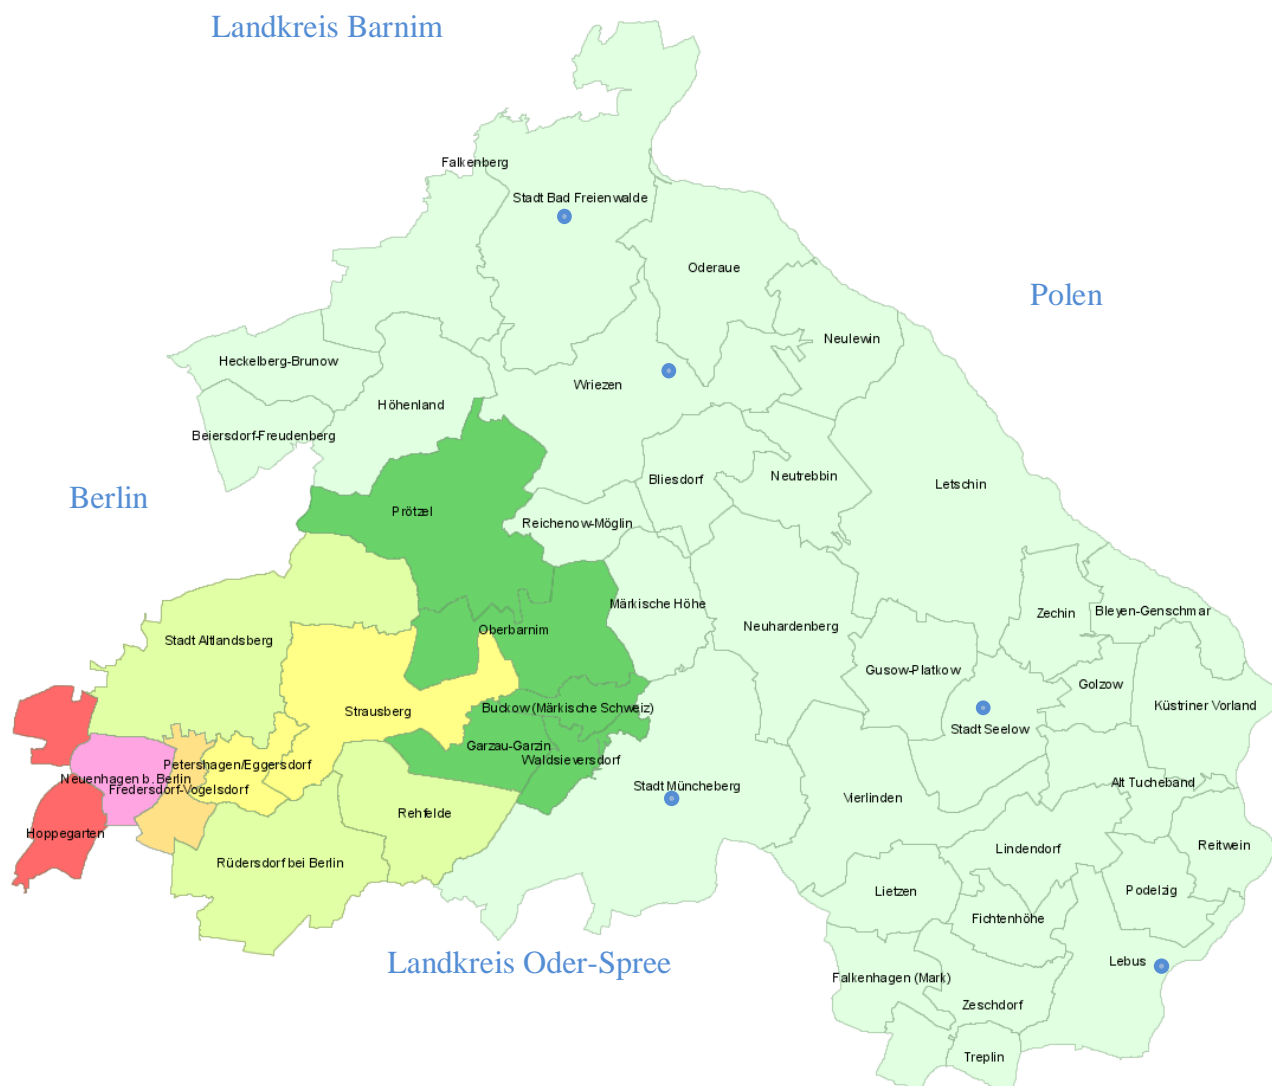 Landkreis Barnim
Falkenberg
Stadt Bad Freienwalde
Oderaue
Polen
Neulewin
Heckelberg-Brunow
Wriezen
Höhenland
Beiersdorf-Freudenberg
Bliesdorf
Neutrebbin
Letschin
Berlin
Prötzel
Reichenow-Möglin
Märkische Höhe
Zechin
Bleyen-Genschmar
Neuhardenberg
Oberbarnim
Stadt Altlandsberg
Gusow-Platkow
Golzow
Küstriner Vorland
Buckow (Märkische Schweiz)
Strausberg
Stadt Seelow
Garzau-Garzin
Waldsieversdorf
Petershagen/Eggersdorf
Neuenhagen b. Berlin
Fredersdorf-Vogelsdorf
Stadt Müncheberg
Alt Tucheband
Vierlinden
Rehfelde
Hoppegarten
Reitwein
Lindendorf
Rüdersdorf bei Berlin
Lietzen
Podelzig
Fichtenhöhe
Landkreis Oder-Spree
Lebus
Falkenhagen (Mark)
Zeschdorf
Treplin